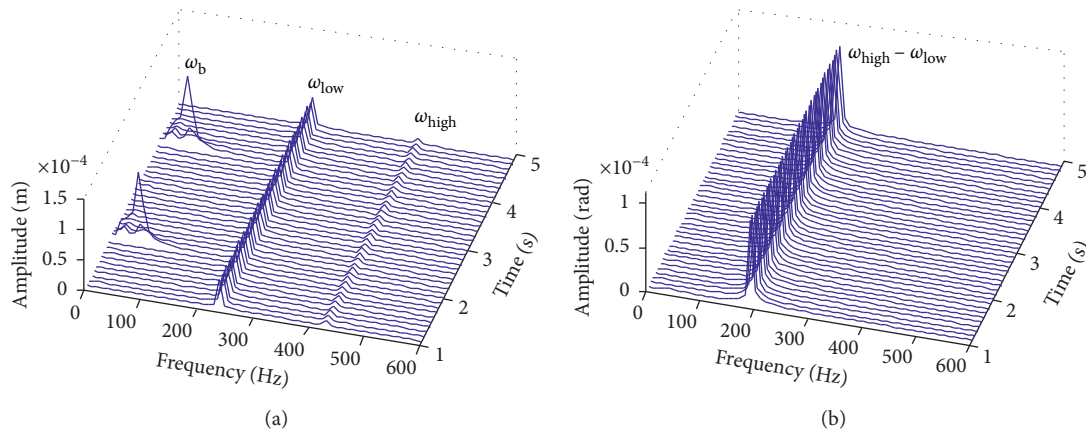 ω_b
ω_low
ω_high
×10⁻⁴
Amplitude (m)
1.5
1
0.5
0
0
100
200
300
400
500
600
Frequency (Hz)
1
2
3
4
5
Time (s)
(a)
ω_high − ω_low
×10⁻⁴
Amplitude (rad)
1
0.5
0
0
100
200
300
400
500
600
Frequency (Hz)
1
2
3
4
5
Time (s)
(b)